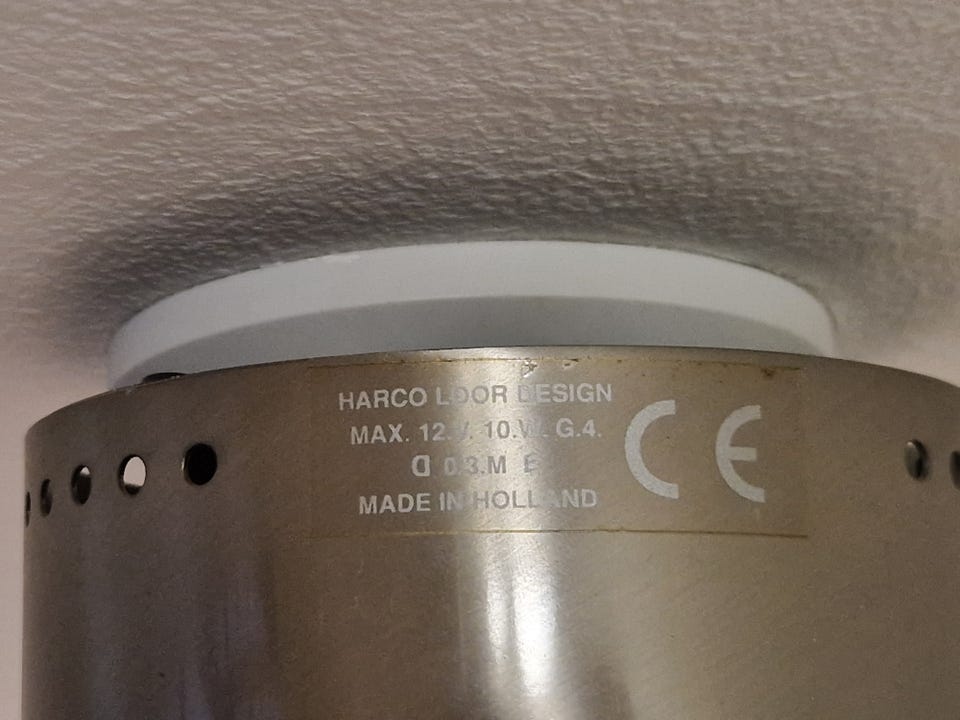 HARCO LOOR DESIGN
MAX. 12.V. 10.W. G.4.
0.3.M
MADE IN HOLLAND
CE